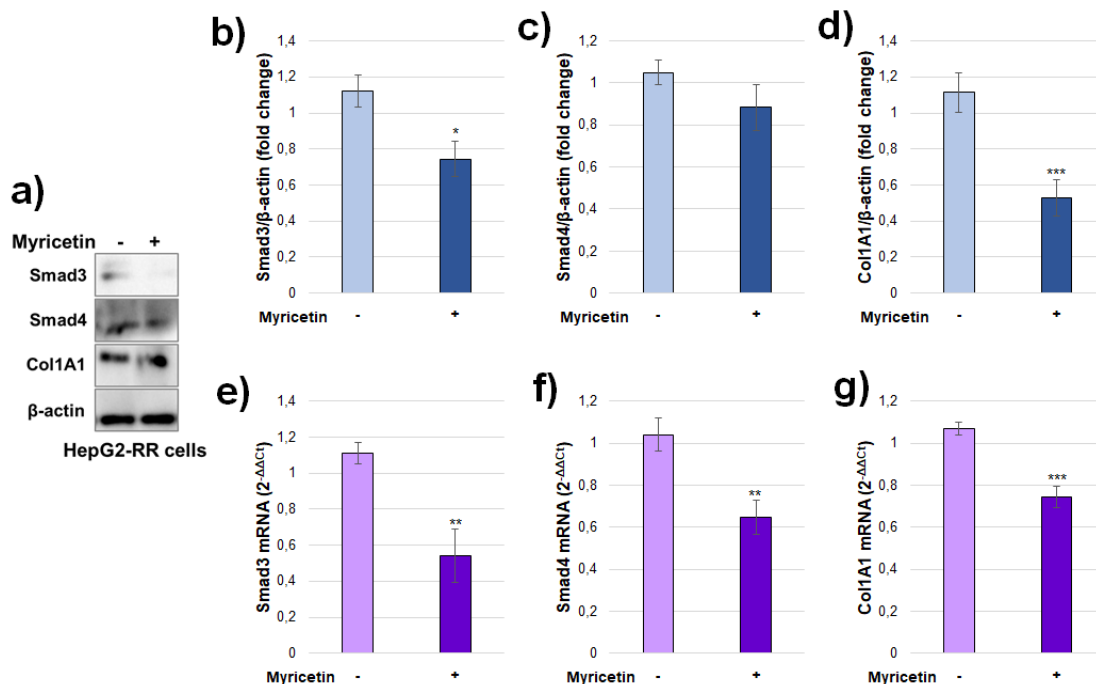 a)
Myricetin - +
Smad3
Smad4
Col1A1
β-actin
HepG2-RR cells
b)
Smad3/β-actin (fold change)
1,4
1,2
1
0,8
0,6
0,4
0,2
0
*
Myricetin - +
c)
Smad4/β-actin (fold change)
1,2
1
0,8
0,6
0,4
0,2
0
Myricetin - +
d)
Col1A1/β-actin (fold change)
1,4
1,2
1
0,8
0,6
0,4
0,2
0
***
Myricetin - +
e)
Smad3 mRNA (2-ΔΔCt)
1,4
1,2
1
0,8
0,6
0,4
0,2
0
**
Myricetin - +
f)
Smad4 mRNA (2-ΔΔCt)
1,2
1
0,8
0,6
0,4
0,2
0
**
Myricetin - +
g)
Col1A1 mRNA (2-ΔΔCt)
1,2
1
0,8
0,6
0,4
0,2
0
***
Myricetin - +